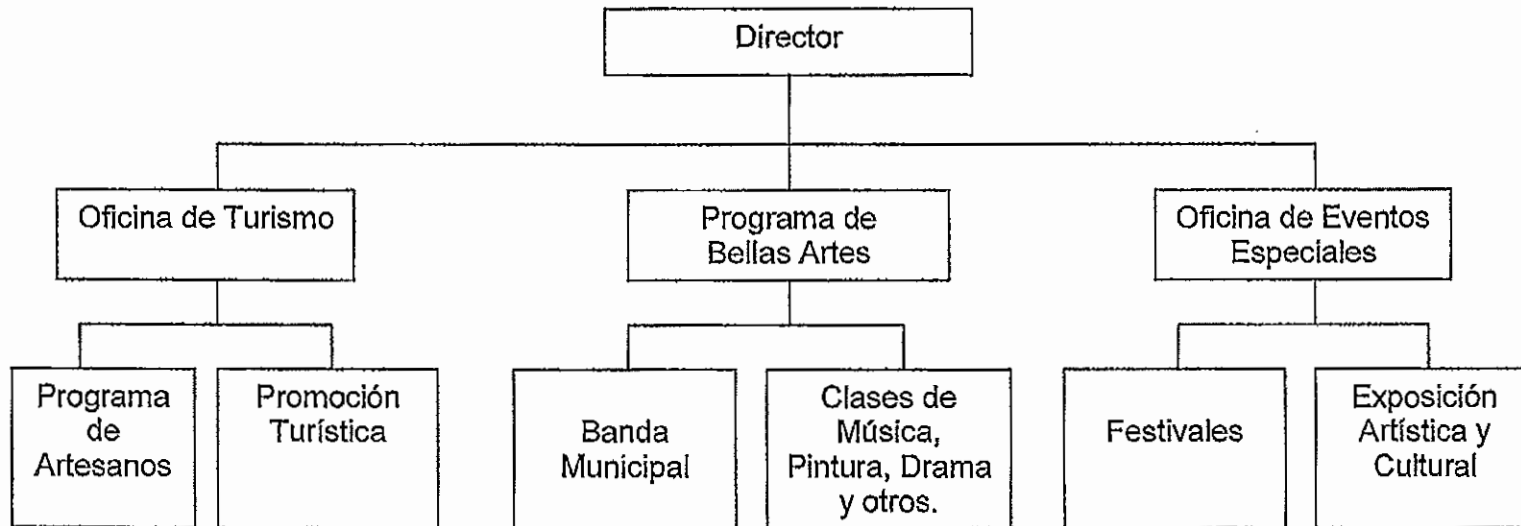 Director
Oficina de Turismo
Programa de
Bellas Artes
Oficina de Eventos
Especiales
Programa
de
Artesanos
Promoción
Turística
Banda
Municipal
Clases de
Música,
Pintura, Drama
y otros.
Festivales
Exposición
Artística y
Cultural